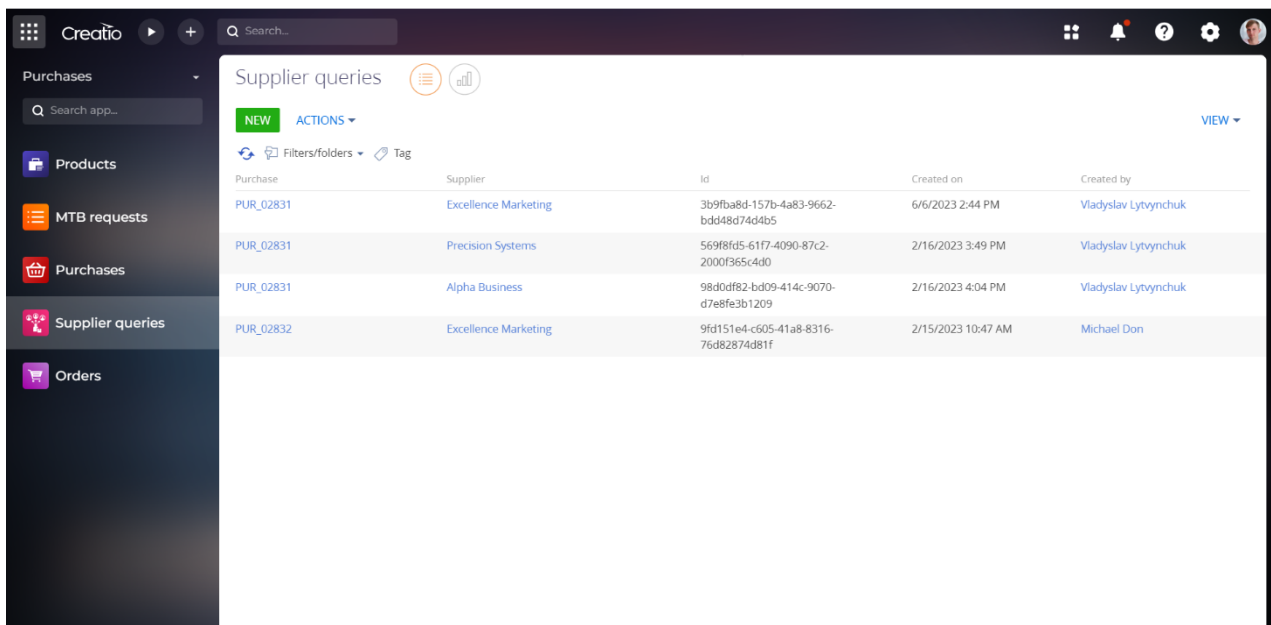 Creatio
Search...
Purchases
Search app...
Products
MTB requests
Purchases
Supplier queries
Orders
Supplier queries
NEW ACTIONS VIEW
Filters/folders Tag
Purchase Supplier Id Created on Created by
PUR_02831 Excellence Marketing 3b9fba8d-157b-4a83-9662- 6/6/2023 2:44 PM Vladyslav Lytvynchuk
bdd48d74d4b5
PUR_02831 Precision Systems 569f8fd5-61f7-4090-87c2- 2/16/2023 3:49 PM Vladyslav Lytvynchuk
2000f365c4d0
PUR_02831 Alpha Business 98d0df82-bd09-414c-9070- 2/16/2023 4:04 PM Vladyslav Lytvynchuk
d7e8fe3b1209
PUR_02832 Excellence Marketing 9fd151e4-c605-41a8-8316- 2/15/2023 10:47 AM Michael Don
76d82874d81f